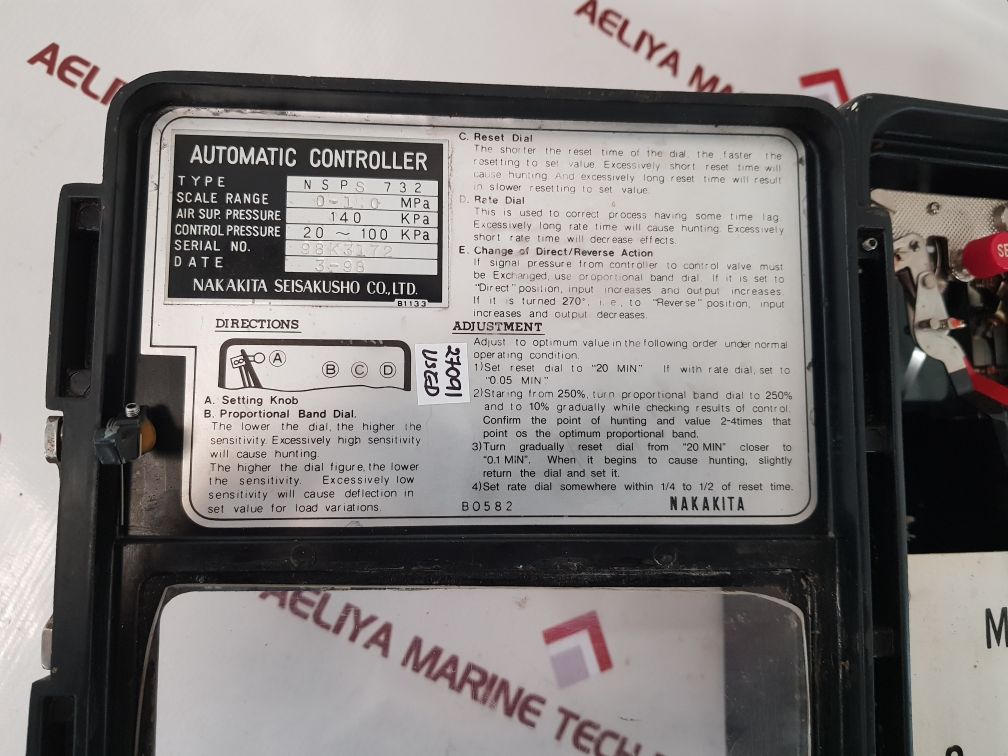 AELIYA MARINE
AELIYA MARINE
AUTOMATIC CONTROLLER
TYPE NSPS 732
SCALE RANGE 0-1.0 MPa
AIR SUP. PRESSURE 140 KPa
CONTROL PRESSURE 20 ~ 100 KPa
SERIAL NO. 98K3172
DATE 3-98
NAKAKITA SEISAKUSHO CO.,LTD.
B1133
DIRECTIONS
A B C D
A. Setting Knob
B. Proportional Band Dial.
The lower the dial, the higher the
sensitivity. Excessively high sensitivity
will cause hunting.
The higher the dial figure, the lower
the sensitivity. Excessively low
sensitivity will cause deflection in
set value for load variations.
C. Reset Dial
The shorter the reset time of the dial, the faster the
resetting to set value. Excessively short reset time will
cause hunting. And excessively long reset time will result
in slower resetting to set value.
D. Rate Dial
This is used to correct process having some time lag.
Excessively long rate time will cause hunting. Excessively
short rate time will decrease effects.
E. Change of Direct/Reverse Action
If signal pressure from controller to control valve must
be Exchanged, use proportional band dial. If it is set to
"Direct" position, input increases and output increases.
If it is turned 270°, i.e., to "Reverse" position, input
increases and output decreases.
ADJUSTMENT
Adjust to optimum value in the following order under normal
operating condition.
1)Set reset dial to "20 MIN" If with rate dial, set to
"0.05 MIN"
2)Staring from 250%, turn proportional band dial to 250%
and to 10% gradually while checking results of control.
Confirm the point of hunting and value 2-4times that
point os the optimum proportional band.
3)Turn gradually reset dial from "20 MIN" closer to
"0.1 MIN". When it begins to cause hunting, slightly
return the dial and set it.
4)Set rate dial somewhere within 1/4 to 1/2 of reset time.
BO582 NAKAKITA
27091
USED
SE
M
AELIYA MARINE TECH